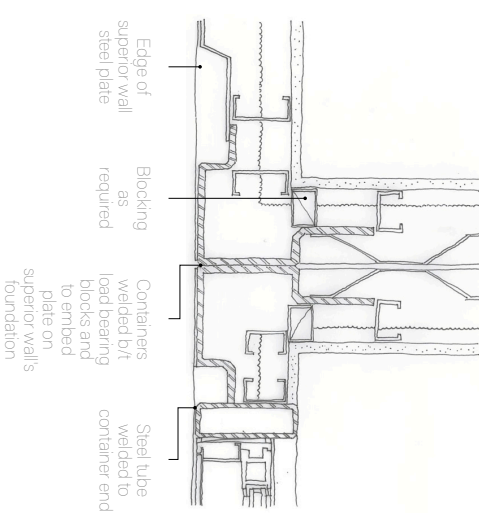 Edge of
superior wall
steel plate
Blocking
as
required
Containers
welded b/t
load bearing
blocks and
to embed
plate on
superior wall's
foundation
Steel tube
welded to
container end